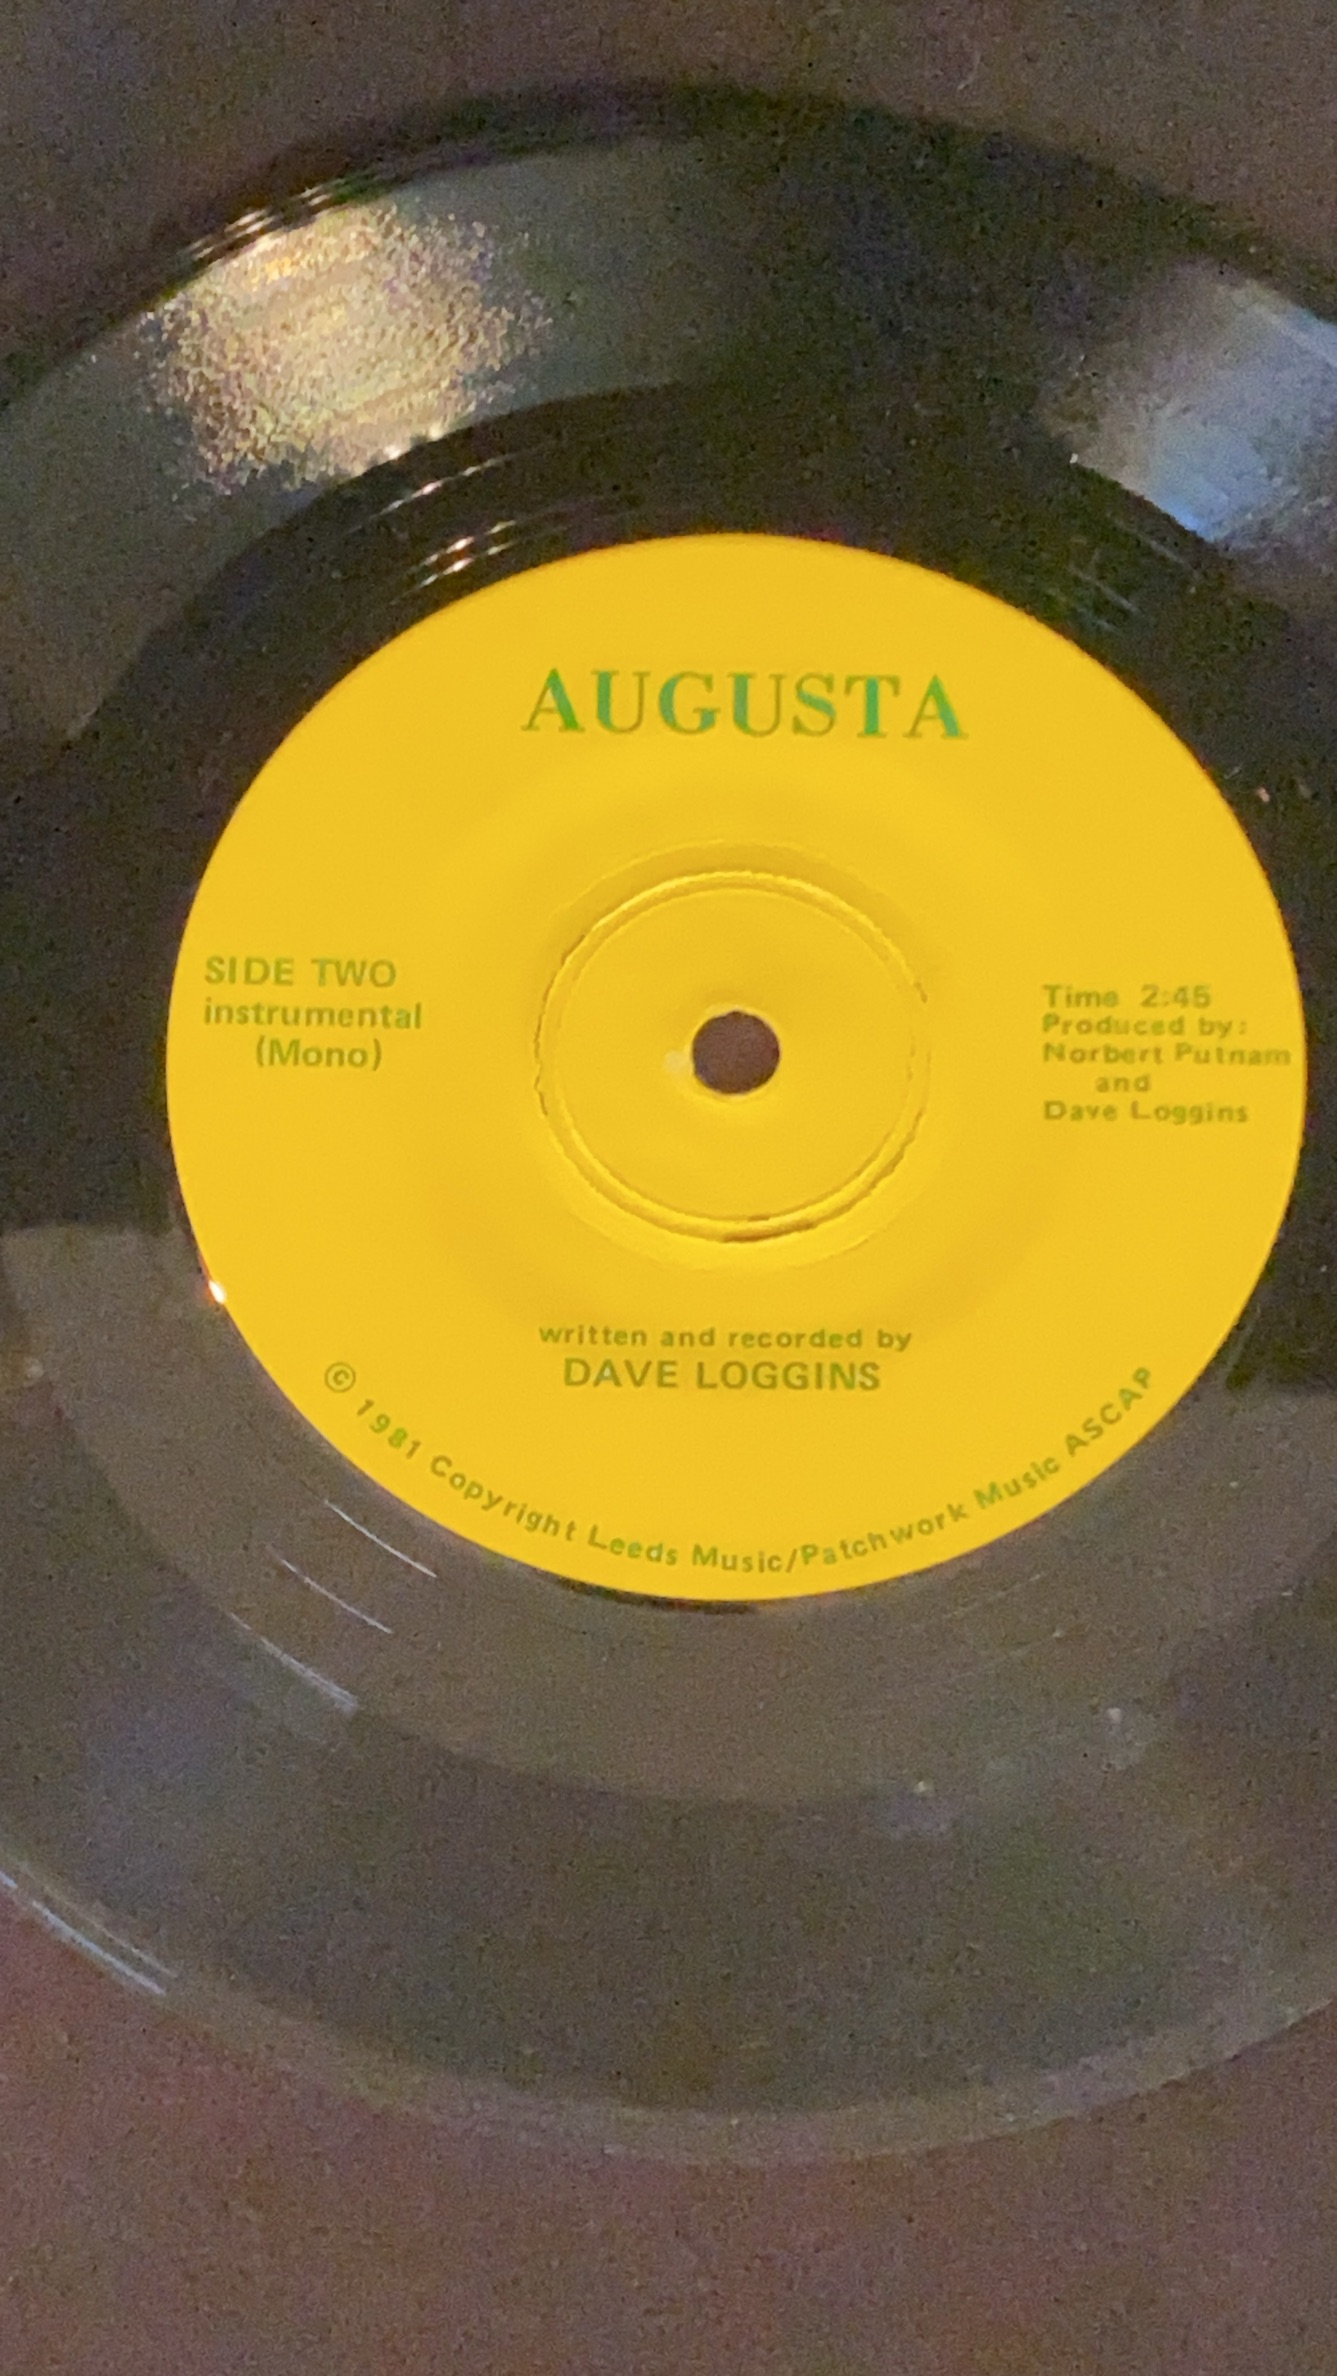 AUGUSTA
SIDE TWO
instrumental
(Mono)
Time 2:45
Produced by:
Norbert Putnam
and
Dave Loggins
written and recorded by
DAVE LOGGINS
© 1981 Copyright Leeds Music/Patchwork Music ASCAP